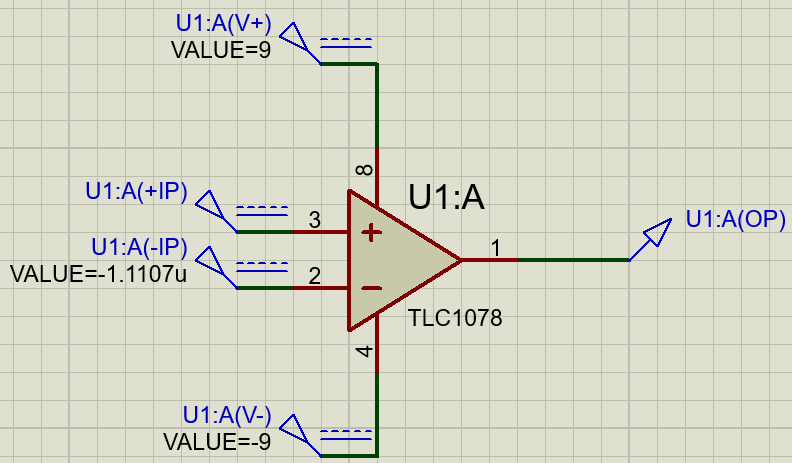 U1:A(V+)
VALUE=9
8
U1:A
U1:A(+IP)
3
+
U1:A(-IP)
VALUE=-1.1107u
2
−
1
U1:A(OP)
TLC1078
4
U1:A(V-)
VALUE=-9